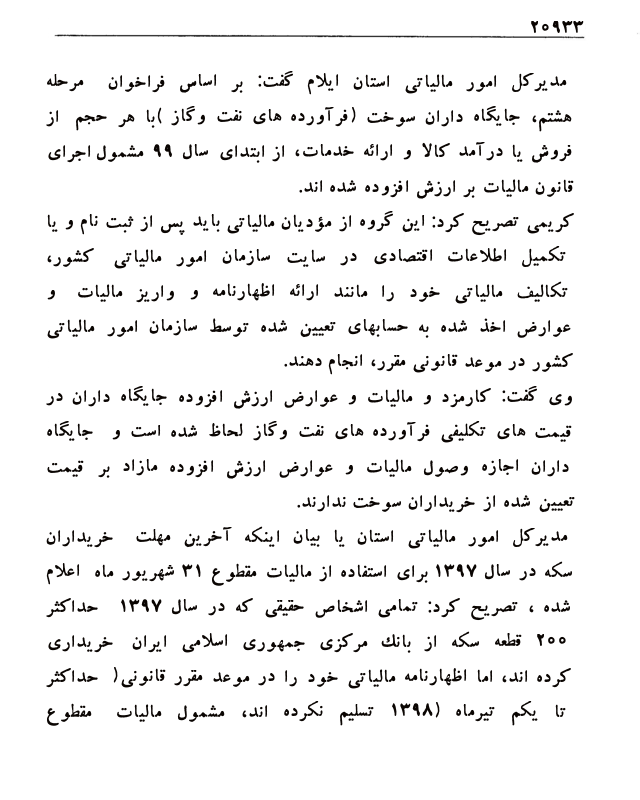 ۲۰۹۳۳
مدیرکل امور مالیاتی استان ایلام گفت: بر اساس فراخوان مرحله
هشتم، جایگاه داران سوخت (فرآورده های نفت وگاز )با هر حجم از
فروش یا درآمد کالا و ارائه خدمات، از ابتدای سال ۹۹ مشمول اجرای
قانون مالیات بر ارزش افزوده شده اند.
کریمی تصریح کرد: این گروه از مؤدیان مالیاتی باید پس از ثبت نام و یا
تکمیل اطلاعات اقتصادی در سایت سازمان امور مالیاتی کشور،
تکالیف مالیاتی خود را مانند ارائه اظهارنامه و واریز مالیات و
عوارض اخذ شده به حسابهای تعیین شده توسط سازمان امور مالیاتی
کشور در موعد قانونی مقرر، انجام دهند.
وی گفت: کارمزد و مالیات و عوارض ارزش افزوده جایگاه داران در
قیمت های تکلیفی فرآورده های نفت وگاز لحاظ شده است و جایگاه
داران اجازه وصول مالیات و عوارض ارزش افزوده مازاد بر قیمت
تعیین شده از خریداران سوخت ندارند.
مدیرکل امور مالیاتی استان یا بیان اینکه آخرین مهلت خریداران
سکه در سال ۱۳۹۷ برای استفاده از مالیات مقطوع ۳۱ شهریور ماه اعلام
شده ، تصریح کرد: تمامی اشخاص حقیقی که در سال ۱۳۹۷ حداکثر
۲۰۰ قطعه سکه از بانك مرکزی جمهوری اسلامی ایران خریداری
کرده اند، اما اظهارنامه مالیاتی خود را در موعد مقرر قانونی( حداکثر
تا یکم تیرماه ۱۳۹۸) تسلیم نکرده اند، مشمول مالیات مقطوع